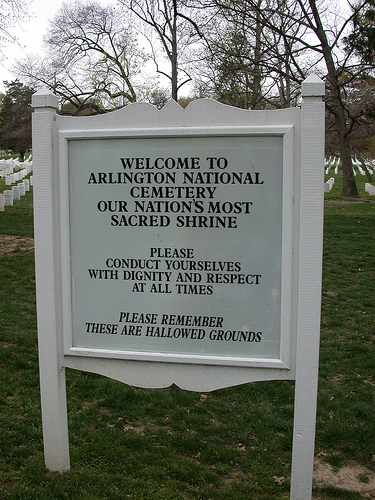 WELCOME TO
ARLINGTON NATIONAL
CEMETERY
OUR NATION'S MOST
SACRED SHRINE
PLEASE
CONDUCT YOURSELVES
WITH DIGNITY AND RESPECT
AT ALL TIMES
PLEASE REMEMBER
THESE ARE HALLOWED GROUNDS